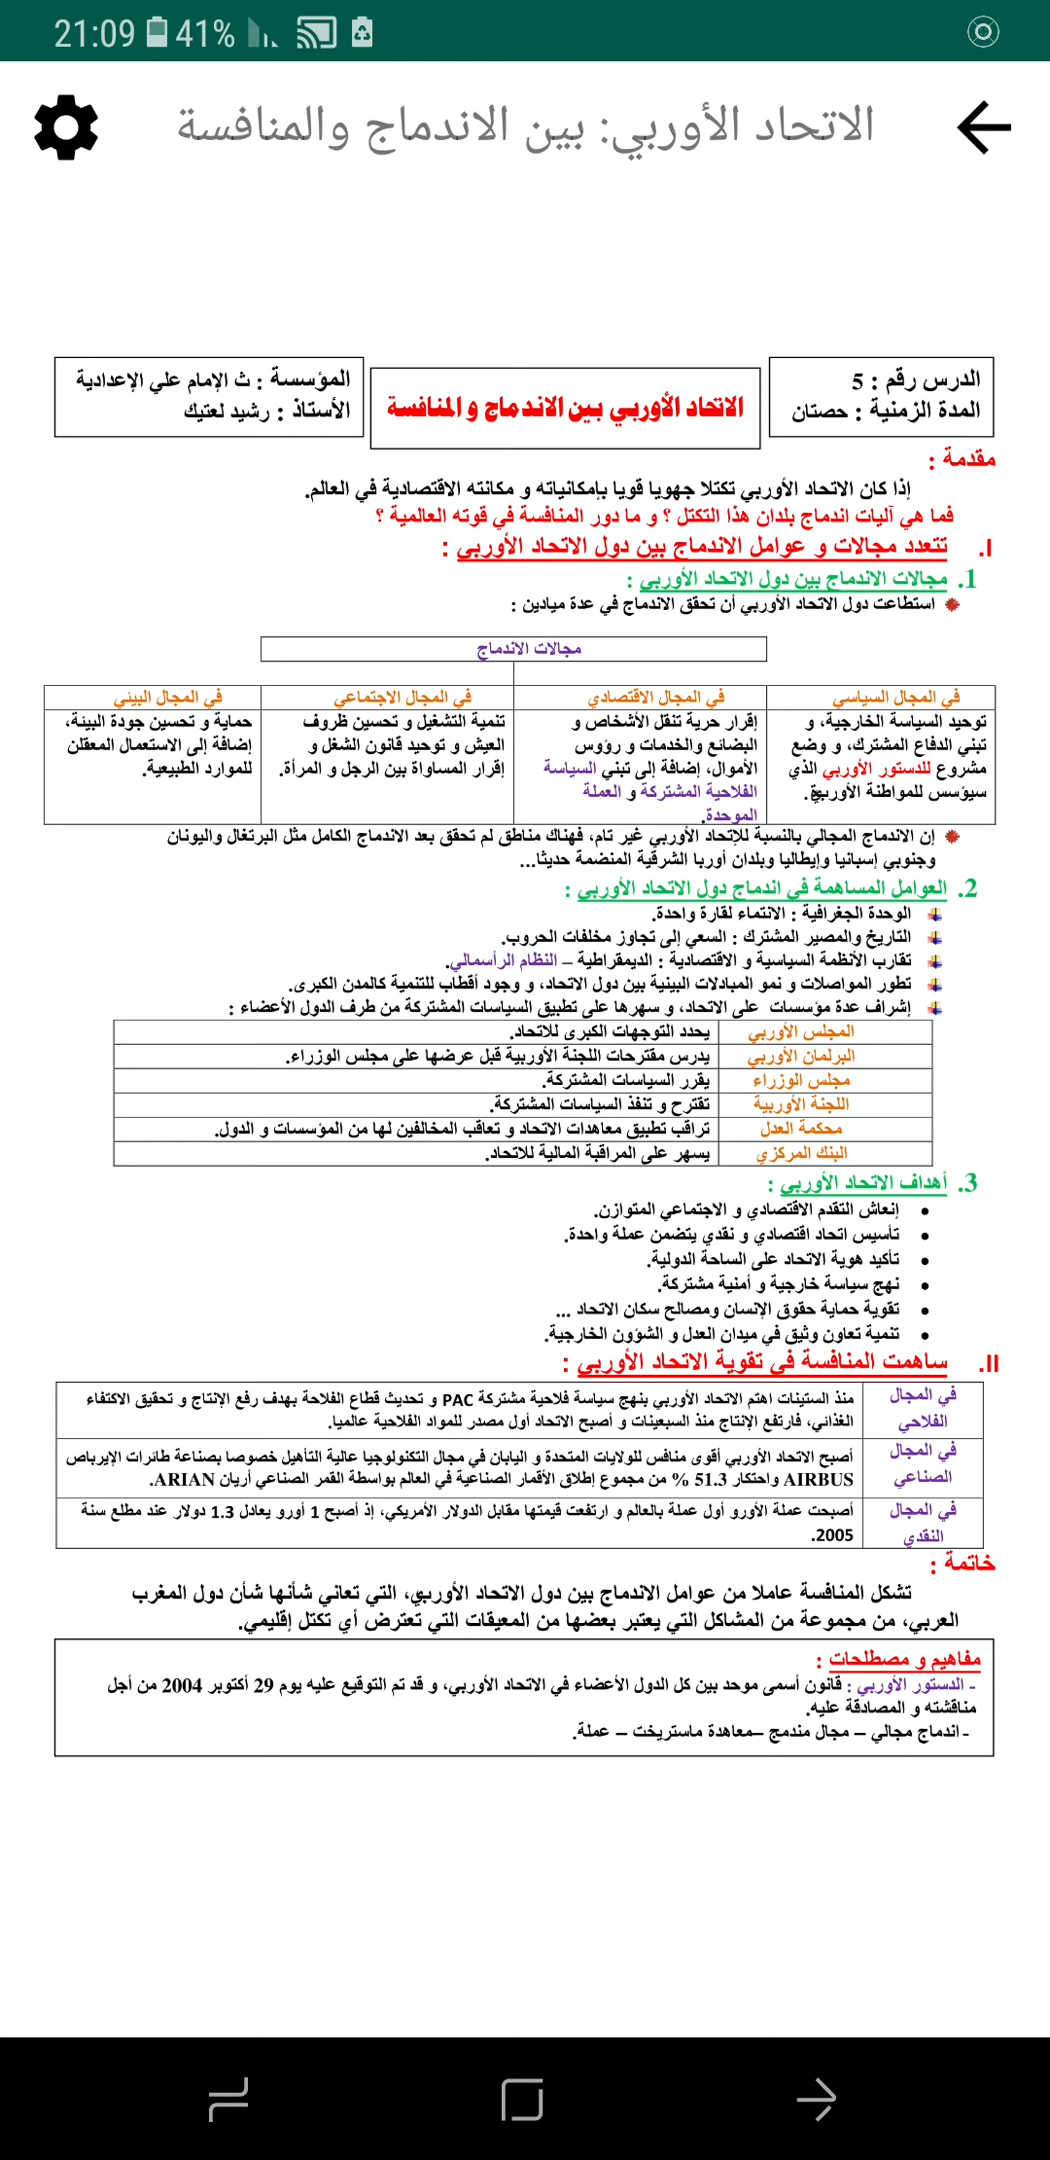 21:09 41%
الاتحاد الأوربي: بين الاندماج والمنافسة
الدرس رقم : 5
المدة الزمنية : حصتان
الاتحاد الأوربي بين الاندماج و المنافسة
المؤسسة : ث الإمام علي الإعدادية
الأستاذ : رشيد لعتيك
مقدمة :
إذا كان الاتحاد الأوربي تكتلا جهويا قويا بإمكانياته و مكانته الاقتصادية في العالم.
فما هي آليات اندماج بلدان هذا التكتل ؟ و ما دور المنافسة في قوته العالمية ؟
I. تتعدد مجالات و عوامل الاندماج بين دول الاتحاد الأوربي :
1. مجالات الاندماج بين دول الاتحاد الأوربي :
استطاعت دول الاتحاد الأوربي أن تحقق الاندماج في عدة ميادين :
مجالات الاندماج
في المجال السياسي
توحيد السياسة الخارجية، و
تبني الدفاع المشترك، و وضع
مشروع للدستور الأوربي الذي
سيؤسس للمواطنة الأوربية.
في المجال الاقتصادي
إقرار حرية تنقل الأشخاص و
البضائع والخدمات و رؤوس
الأموال، إضافة إلى تبني السياسة
الفلاحية المشتركة و العملة
الموحدة.
في المجال الاجتماعي
تنمية التشغيل و تحسين ظروف
العيش و توحيد قانون الشغل و
إقرار المساواة بين الرجل و المرأة.
في المجال البيئي
حماية و تحسين جودة البيئة،
إضافة إلى الاستعمال المعقلن
للموارد الطبيعية.
إن الاندماج المجالي بالنسبة للإتحاد الأوربي غير تام، فهناك مناطق لم تحقق بعد الاندماج الكامل مثل البرتغال واليونان
وجنوبي إسبانيا وإيطاليا وبلدان أوربا الشرقية المنضمة حديثا...
2. العوامل المساهمة في اندماج دول الاتحاد الأوربي :
الوحدة الجغرافية : الانتماء لقارة واحدة.
التاريخ والمصير المشترك : السعي إلى تجاوز مخلفات الحروب.
تقارب الأنظمة السياسية و الاقتصادية : الديمقراطية – النظام الرأسمالي.
تطور المواصلات و نمو المبادلات البينية بين دول الاتحاد، و وجود أقطاب للتنمية كالمدن الكبرى.
إشراف عدة مؤسسات على الاتحاد، و سهرها على تطبيق السياسات المشتركة من طرف الدول الأعضاء :
المجلس الأوربي يحدد التوجهات الكبرى للاتحاد.
البرلمان الأوربي يدرس مقترحات اللجنة الأوربية قبل عرضها على مجلس الوزراء.
مجلس الوزراء يقرر السياسات المشتركة.
اللجنة الأوربية تقترح و تنفذ السياسات المشتركة.
محكمة العدل تراقب تطبيق معاهدات الاتحاد و تعاقب المخالفين لها من المؤسسات و الدول.
البنك المركزي يسهر على المراقبة المالية للاتحاد.
3. أهداف الاتحاد الأوربي :
• إنعاش التقدم الاقتصادي و الاجتماعي المتوازن.
• تأسيس اتحاد اقتصادي و نقدي يتضمن عملة واحدة.
• تأكيد هوية الاتحاد على الساحة الدولية.
• نهج سياسة خارجية و أمنية مشتركة.
• تقوية حماية حقوق الإنسان ومصالح سكان الاتحاد ...
• تنمية تعاون وثيق في ميدان العدل و الشؤون الخارجية.
II. ساهمت المنافسة في تقوية الاتحاد الأوربي :
في المجال
الفلاحي
منذ الستينات اهتم الاتحاد الأوربي بنهج سياسة فلاحية مشتركة PAC و تحديث قطاع الفلاحة بهدف رفع الإنتاج و تحقيق الاكتفاء
الغذائي، فارتفع الإنتاج منذ السبعينات و أصبح الاتحاد أول مصدر للمواد الفلاحية عالميا.
في المجال
الصناعي
أصبح الاتحاد الأوربي أقوى منافس للولايات المتحدة و اليابان في مجال التكنولوجيا عالية التأهيل خصوصا بصناعة طائرات الإيرباص
AIRBUS واحتكار 51.3 % من مجموع إطلاق الأقمار الصناعية في العالم بواسطة القمر الصناعي أريان ARIAN.
في المجال
النقدي
أصبحت عملة الأورو أول عملة بالعالم و ارتفعت قيمتها مقابل الدولار الأمريكي، إذ أصبح 1 أورو يعادل 1.3 دولار عند مطلع سنة
2005.
خاتمة :
تشكل المنافسة عاملا من عوامل الاندماج بين دول الاتحاد الأوربي، التي تعاني شأنها شأن دول المغرب
العربي، من مجموعة من المشاكل التي يعتبر بعضها من المعيقات التي تعترض أي تكتل إقليمي.
مفاهيم و مصطلحات :
- الدستور الأوربي : قانون أسمى موحد بين كل الدول الأعضاء في الاتحاد الأوربي، و قد تم التوقيع عليه يوم 29 أكتوبر 2004 من أجل
مناقشته و المصادقة عليه.
- اندماج مجالي – مجال مندمج –معاهدة ماستريخت – عملة.